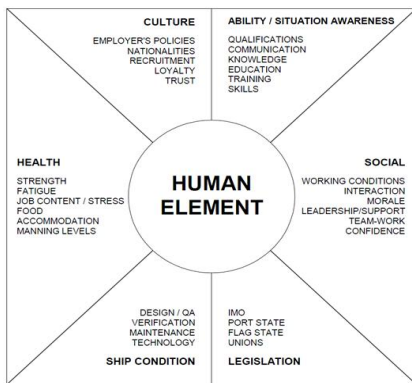 CULTURE
EMPLOYER'S POLICIES
NATIONALITIES
RECRUITMENT
LOYALTY
TRUST
ABILITY / SITUATION AWARENESS
QUALIFICATIONS
COMMUNICATION
KNOWLEDGE
EDUCATION
TRAINING
SKILLS
HEALTH
STRENGTH
FATIGUE
JOB CONTENT / STRESS
FOOD
ACCOMMODATION
MANNING LEVELS
HUMAN
ELEMENT
SOCIAL
WORKING CONDITIONS
INTERACTION
MORALE
LEADERSHIP/SUPPORT
TEAM-WORK
CONFIDENCE
DESIGN / QA
VERIFICATION
MAINTENANCE
TECHNOLOGY
SHIP CONDITION
IMO
PORT STATE
FLAG STATE
UNIONS
LEGISLATION